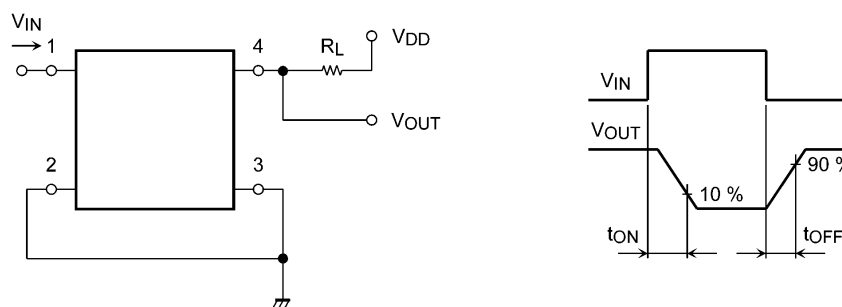 VIN
1
4
RL
VDD
VOUT
2
3
VIN
VOUT
10 %
90 %
tON
tOFF